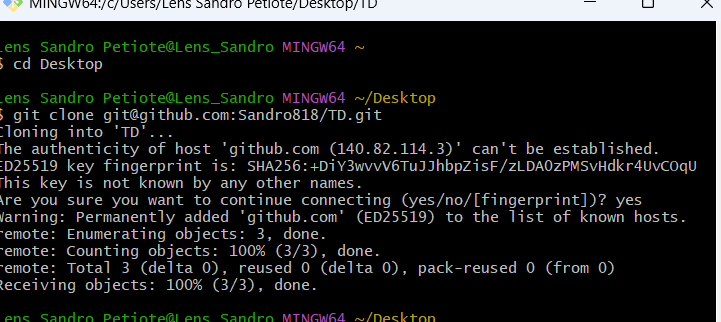 MINGW64:/c/Users/Lens Sandro Petiote/Desktop/TD
Lens Sandro Petiote@Lens_Sandro MINGW64 ~
$ cd Desktop
Lens Sandro Petiote@Lens_Sandro MINGW64 ~/Desktop
$ git clone git@github.com:Sandro818/TD.git
Cloning into 'TD'...
The authenticity of host 'github.com (140.82.114.3)' can't be established.
ED25519 key fingerprint is: SHA256:+DiY3wvvV6TuJJhbpZisF/zLDA0zPMSvHdkr4UvCOqU
This key is not known by any other names.
Are you sure you want to continue connecting (yes/no/[fingerprint])? yes
Warning: Permanently added 'github.com' (ED25519) to the list of known hosts.
remote: Enumerating objects: 3, done.
remote: Counting objects: 100% (3/3), done.
remote: Total 3 (delta 0), reused 0 (delta 0), pack-reused 0 (from 0)
Receiving objects: 100% (3/3), done.
Lens Sandro Petiote@Lens_Sandro MINGW64 ~/Desktop